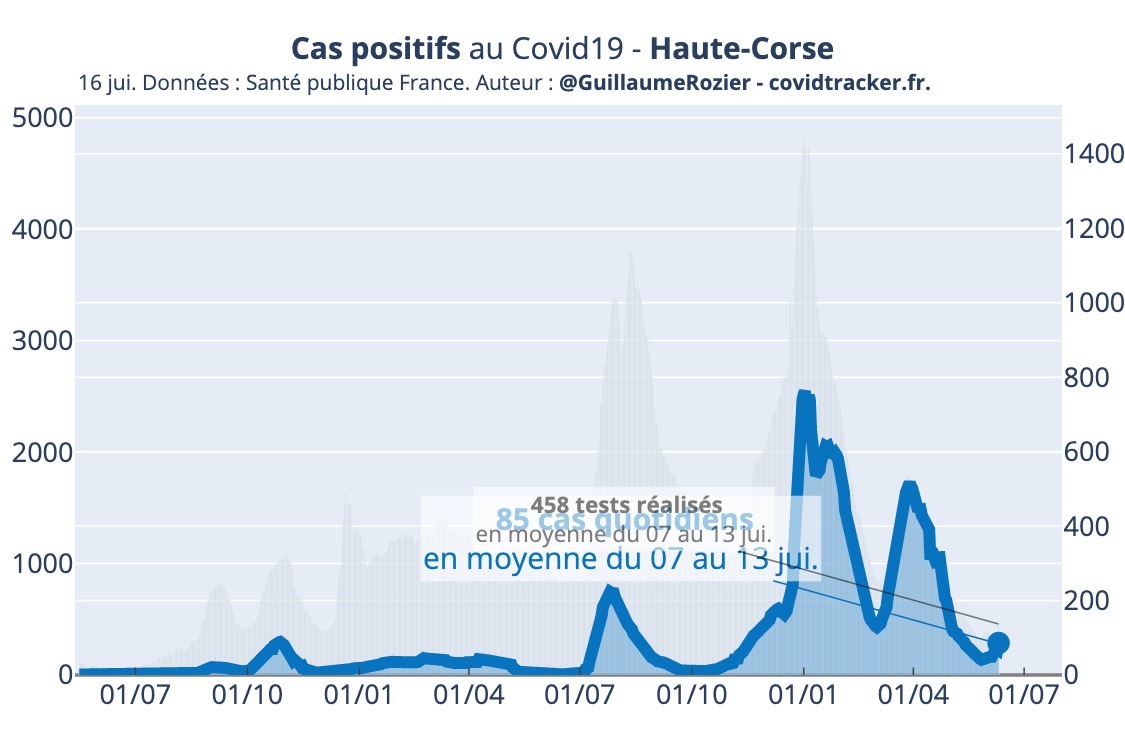 Cas positifs au Covid19 - Haute-Corse
16 jui. Données : Santé publique France. Auteur : @GuillaumeRozier - covidtracker.fr.
5000
4000
3000
2000
1000
0
1400
1200
1000
800
600
400
200
0
458 tests réalisés
85 cas quotidiens
en moyenne du 07 au 13 jui.
en moyenne du 07 au 13 jui.
01/07 01/10 01/01 01/04 01/07 01/10 01/01 01/04 01/07